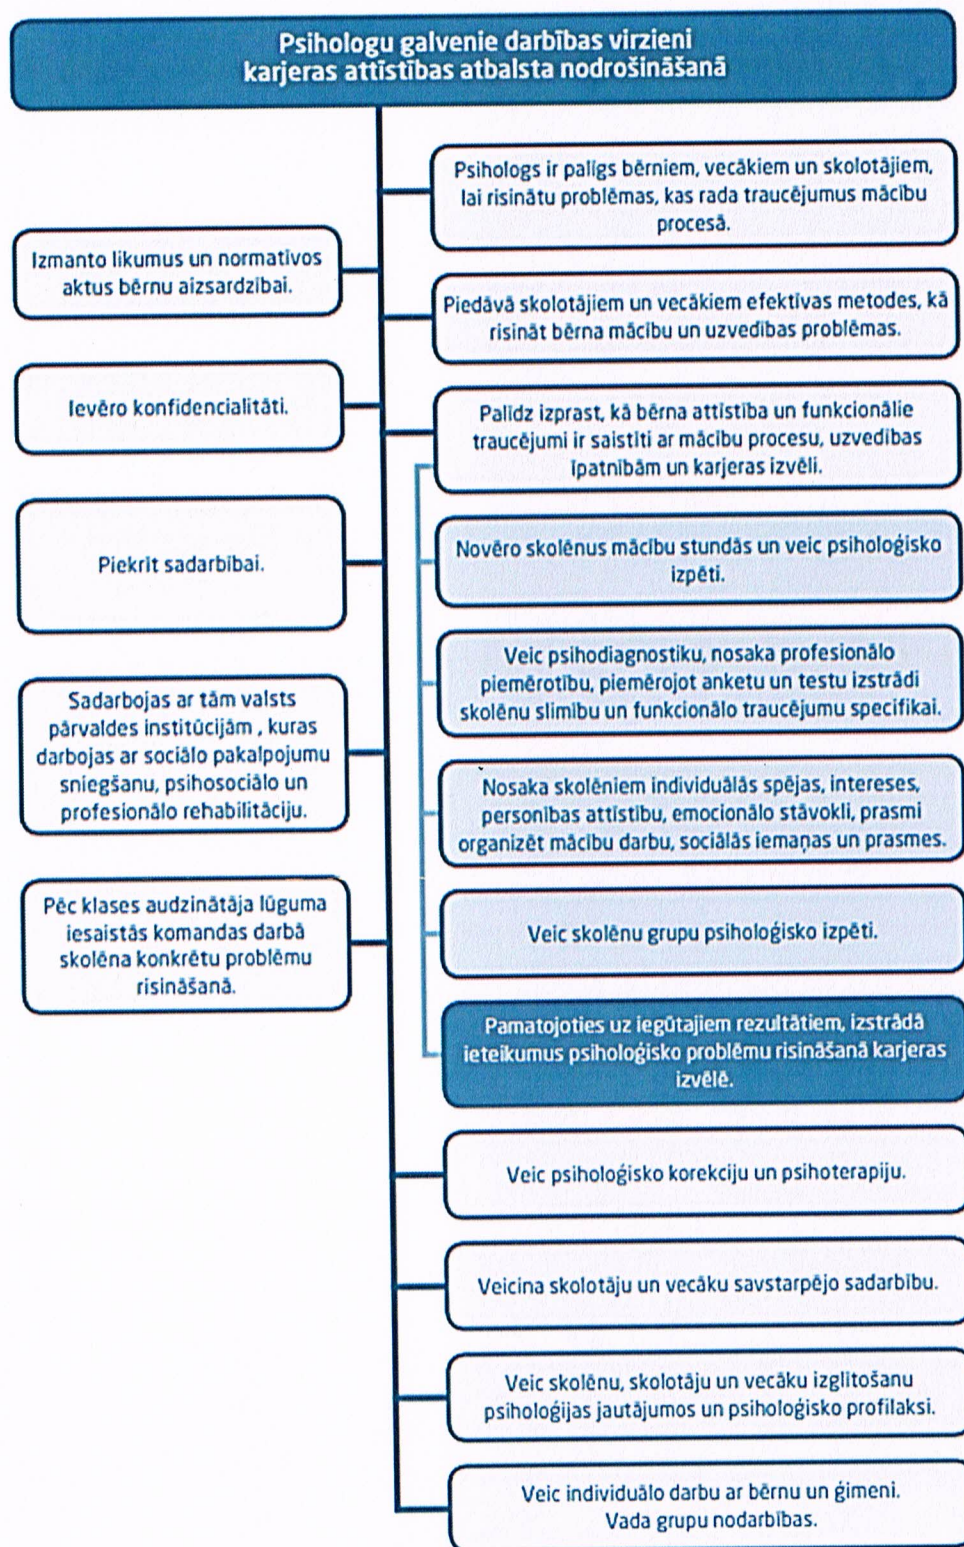 Psihologu galvenie darbības virzieni
karjeras attīstības atbalsta nodrošināšanā
Psihologs ir palīgs bērniem, vecākiem un skolotājiem,
lai risinātu problēmas, kas rada traucējumus mācību
procesā.
Izmanto likumus un normatīvos
aktus bērnu aizsardzībai.
Piedāvā skolotājiem un vecākiem efektīvas metodes, kā
risināt bērna mācību un uzvedības problēmas.
Ievēro konfidencialitāti.
Palīdz izprast, kā bērna attīstība un funkcionālie
traucējumi ir saistīti ar mācību procesu, uzvedības
īpatnībām un karjeras izvēli.
Piekrīt sadarbībai.
Novēro skolēnus mācību stundās un veic psiholoģisko
izpēti.
Veic psihodiagnostiku, nosaka profesionālo
piemērotību, piemērojot anketu un testu izstrādi
skolēnu slimību un funkcionālo traucējumu specifikai.
Sadarbojas ar tām valsts
pārvaldes institūcijām , kuras
darbojas ar sociālo pakalpojumu
sniegšanu, psihosociālo un
profesionālo rehabilitāciju.
Nosaka skolēniem individuālās spējas, intereses,
personības attīstību, emocionālo stāvokli, prasmi
organizēt mācību darbu, sociālās iemaņas un prasmes.
Pēc klases audzinātāja lūguma
iesaistās komandas darbā
skolēna konkrētu problēmu
risināšanā.
Veic skolēnu grupu psiholoģisko izpēti.
Pamatojoties uz iegūtajiem rezultātiem, izstrādā
ieteikumus psiholoģisko problēmu risināšanā karjeras
izvēlē.
Veic psiholoģisko korekciju un psihoterapiju.
Veicina skolotāju un vecāku savstarpējo sadarbību.
Veic skolēnu, skolotāju un vecāku izglītošanu
psiholoģijas jautājumos un psiholoģisko profilaksi.
Veic individuālo darbu ar bērnu un ģimeni.
Vada grupu nodarbības.